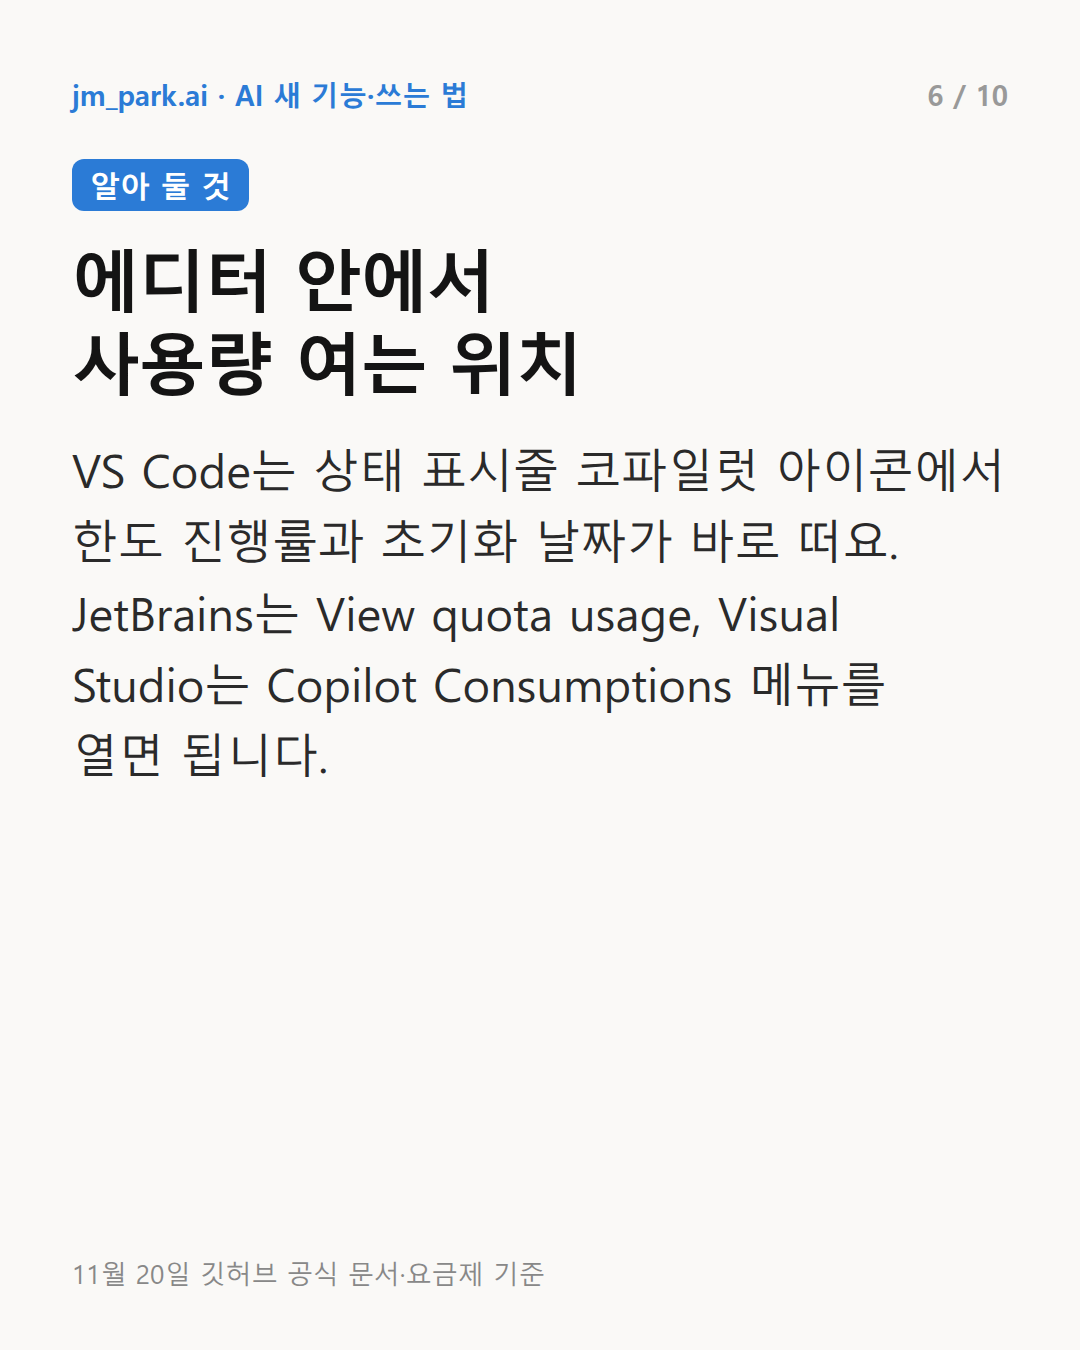 jm_park.ai · AI 새 기능·쓰는 법
6 / 10
알아 둘 것
에디터 안에서
사용량 여는 위치
VS Code는 상태 표시줄 코파일럿 아이콘에서
한도 진행률과 초기화 날짜가 바로 떠요.
JetBrains는 View quota usage, Visual
Studio는 Copilot Consumptions 메뉴를
열면 됩니다.
11월 20일 깃허브 공식 문서·요금제 기준